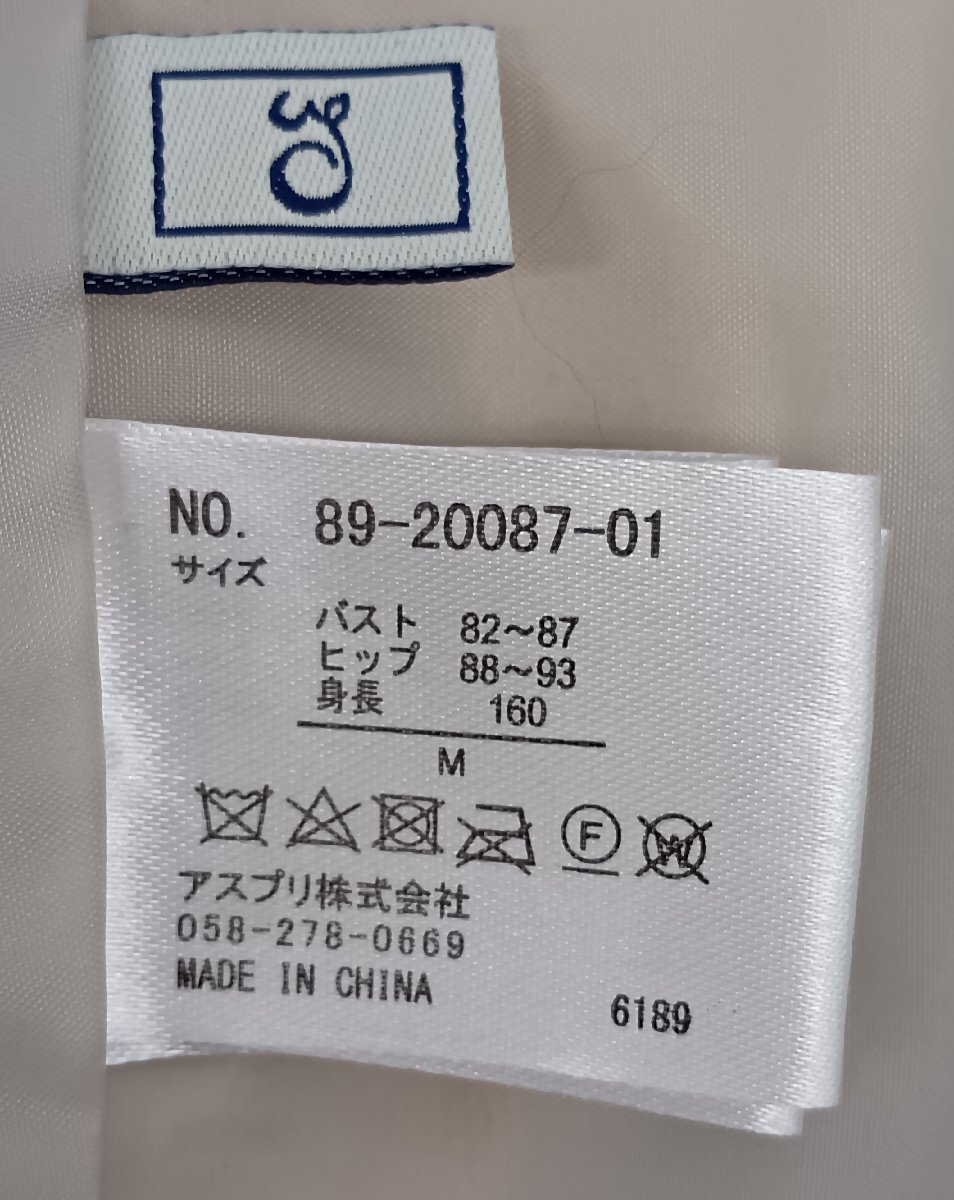 NO. 89-20087-01
サイズ
バスト 82~87
ヒップ 88~93
身長 160
M
F
W
アスプリ株式会社
058-278-0669
MADE IN CHINA
6189